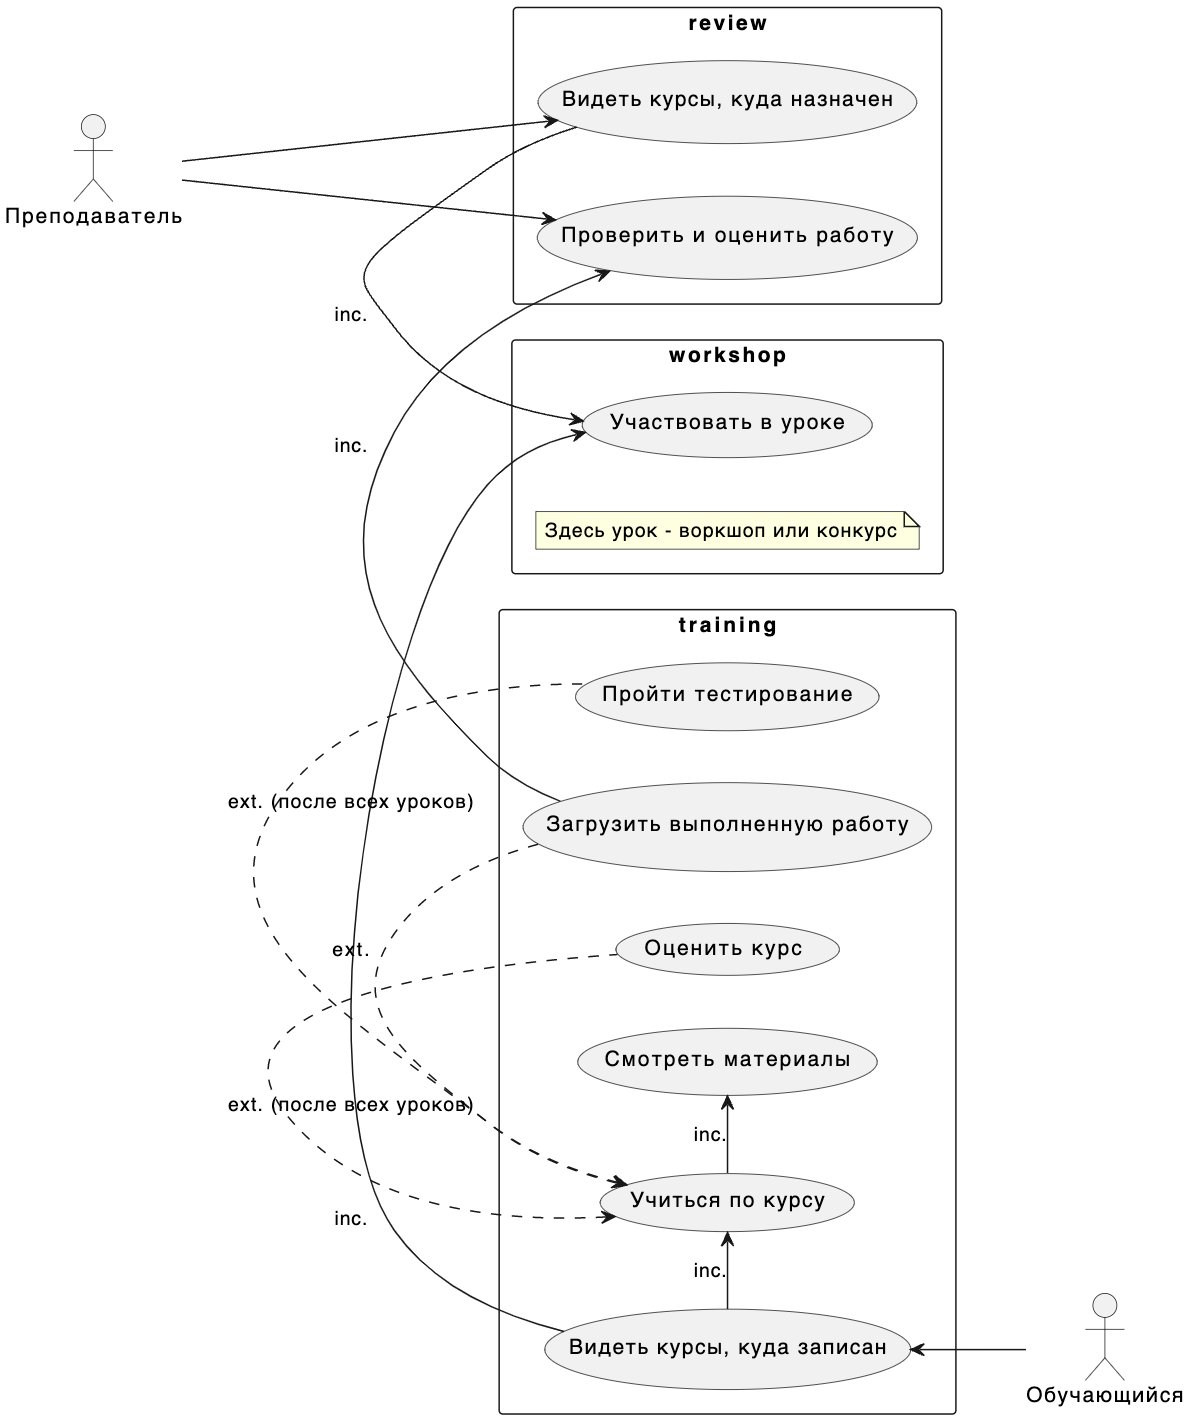 review
Видеть курсы, куда назначен
Преподаватель
Проверить и оценить работу
inc.
workshop
Участвовать в уроке
inc.
Здесь урок - воркшоп или конкурс
training
Пройти тестирование
ext. (после всех уроков)
Загрузить выполненную работу
ext.
Оценить курс
Смотреть материалы
ext. (после всех уроков)
inc.
Учиться по курсу
inc.
inc.
Видеть курсы, куда записан
Обучающийся